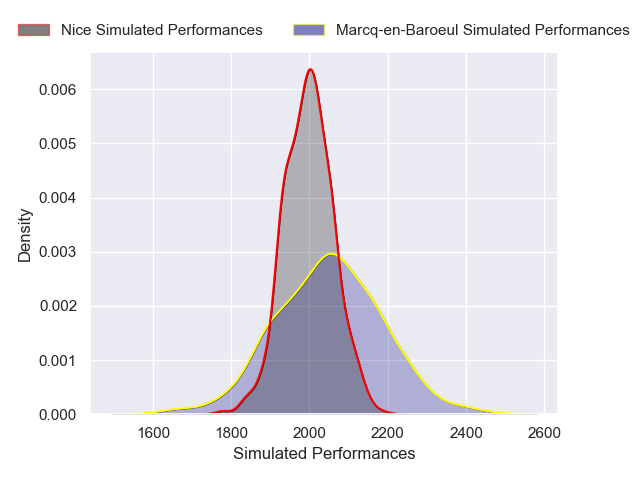 Nice Simulated Performances
Marcq-en-Baroeul Simulated Performances
0.006
0.005
0.004
0.003
0.002
0.001
0.000
Density
1600 1800 2000 2200 2400 2600
Simulated Performances